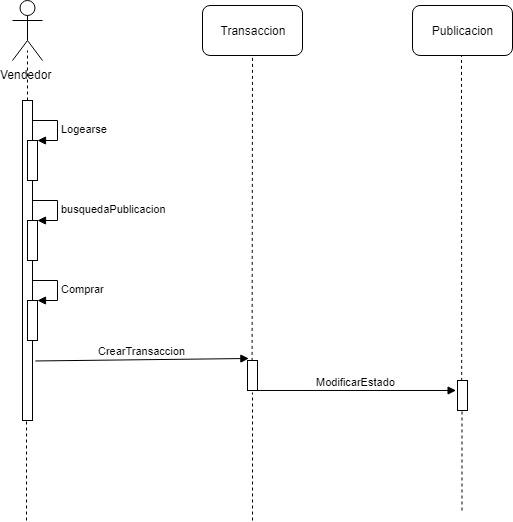 Transaccion
Publicacion
Vendedor
Logearse
busquedaPublicacion
Comprar
CrearTransaccion
ModificarEstado